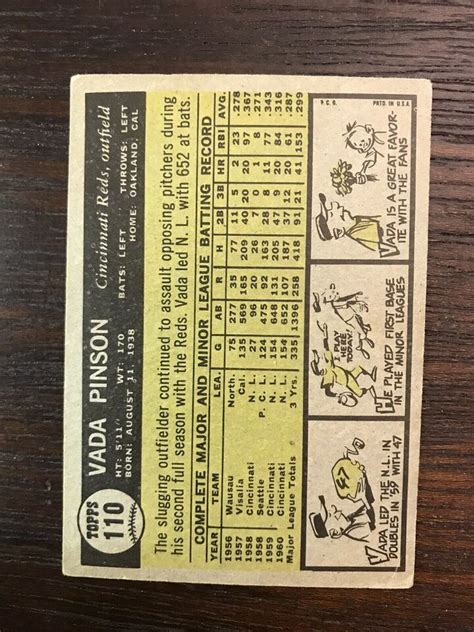 TOPPS
110
VADA PINSON
Cincinnati Reds, outfield
HT: 5'11" WT: 170 BATS: LEFT THROWS: LEFT
BORN: AUGUST 11, 1938 HOME: OAKLAND, CAL
The slugging outfielder continued to assault opposing pitchers during
his second full season with the Reds. Vada led N. L. with 652 at bats.
COMPLETE MAJOR AND MINOR LEAGUE BATTING RECORD
YEAR TEAM LEA. G AB R H 2B 3B HR RBI AVG.
1956 Wausau North. 75 277 35 77 11 5 2 23 .278
1957 Visalia Cal. 135 569 165 209 40 20 20 97 .367
1958 Cincinnati N. L. 27 96 20 26 7 0 1 8 .271
1958 Seattle P. C. L. 124 475 92 163 28 5 11 77 .343
1959 Cincinnati N. L. 154 648 131 205 47 9 20 84 .316
1960 Cincinnati N. L. 154 652 107 187 37 12 20 61 .287
Major League Totals 3 Yrs. 335 1396 258 418 91 21 41 153 .299
47
VADA LED THE N.L. IN
DOUBLES IN '59 WITH 47
I PLAY
HERE
TODAY!
HE PLAYED FIRST BASE
IN THE MINOR LEAGUES
T.C.G. PRTD. IN U.S.A.
VADA IS A GREAT FAVOR-
ITE WITH THE FANS